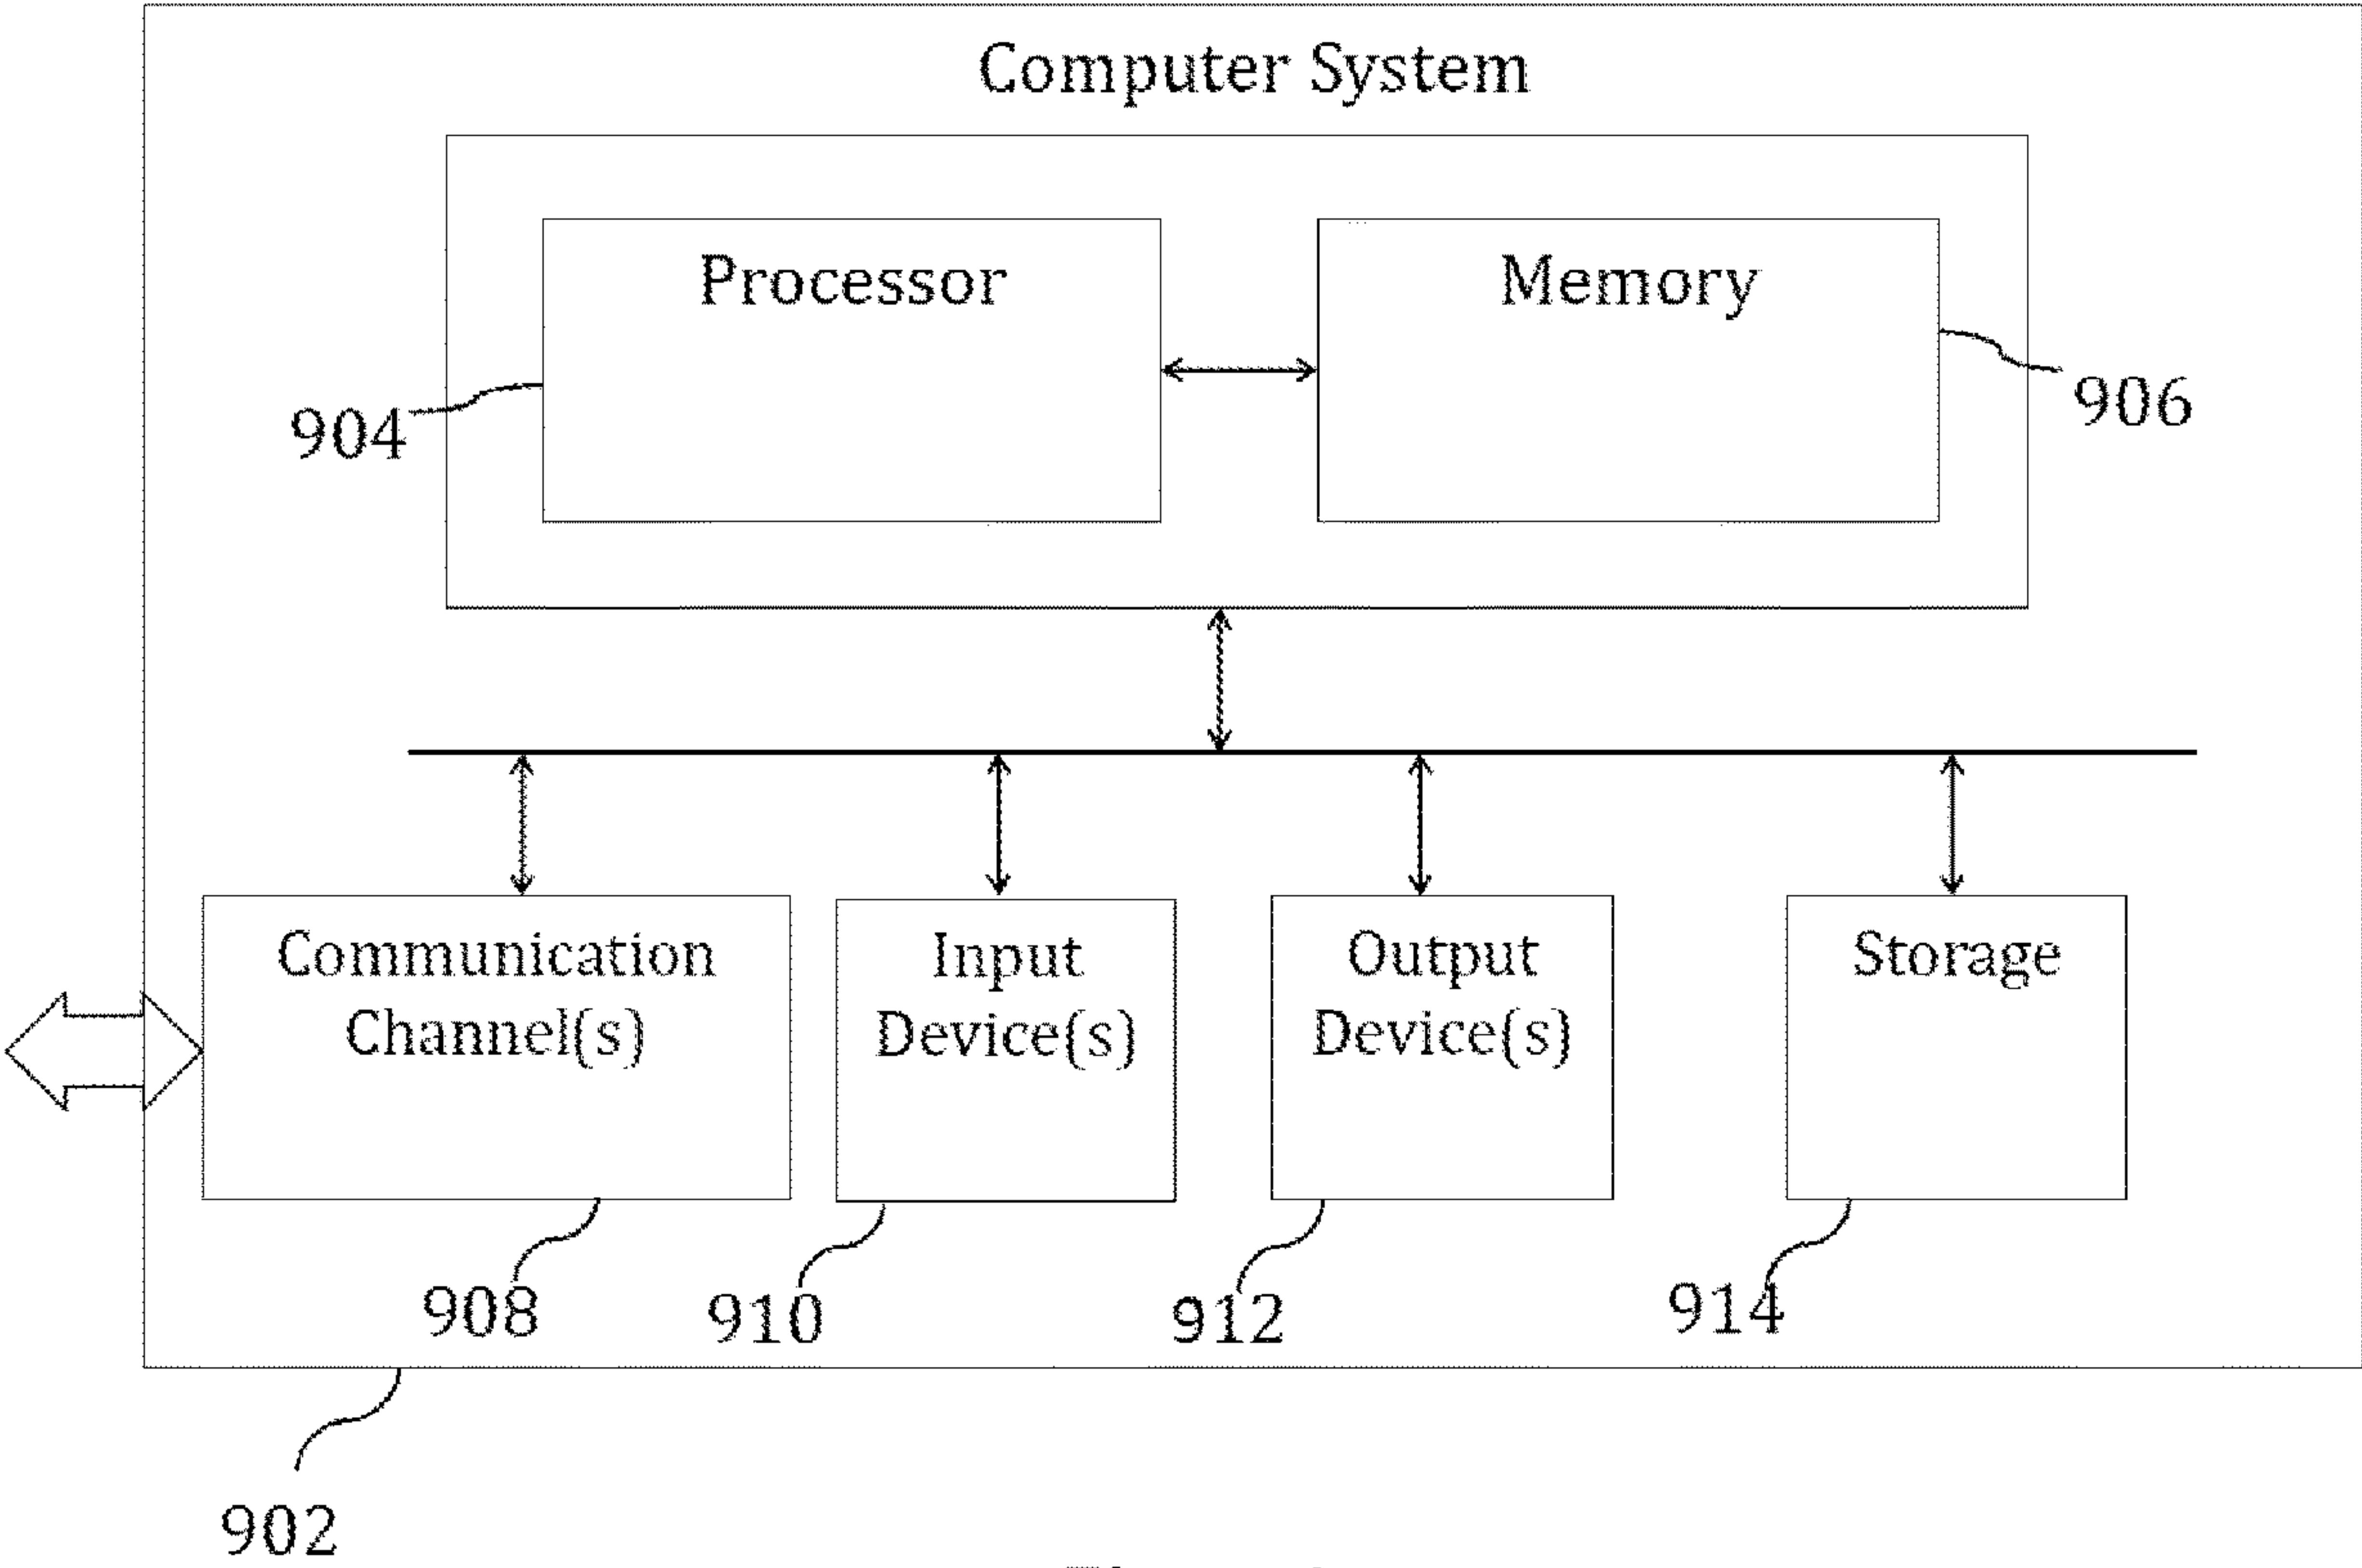 Computer System
Processor
Memory
904
906
Communication
Channel(s)
Input
Device(s)
Output
Device(s)
Storage
908
910
912
914
902